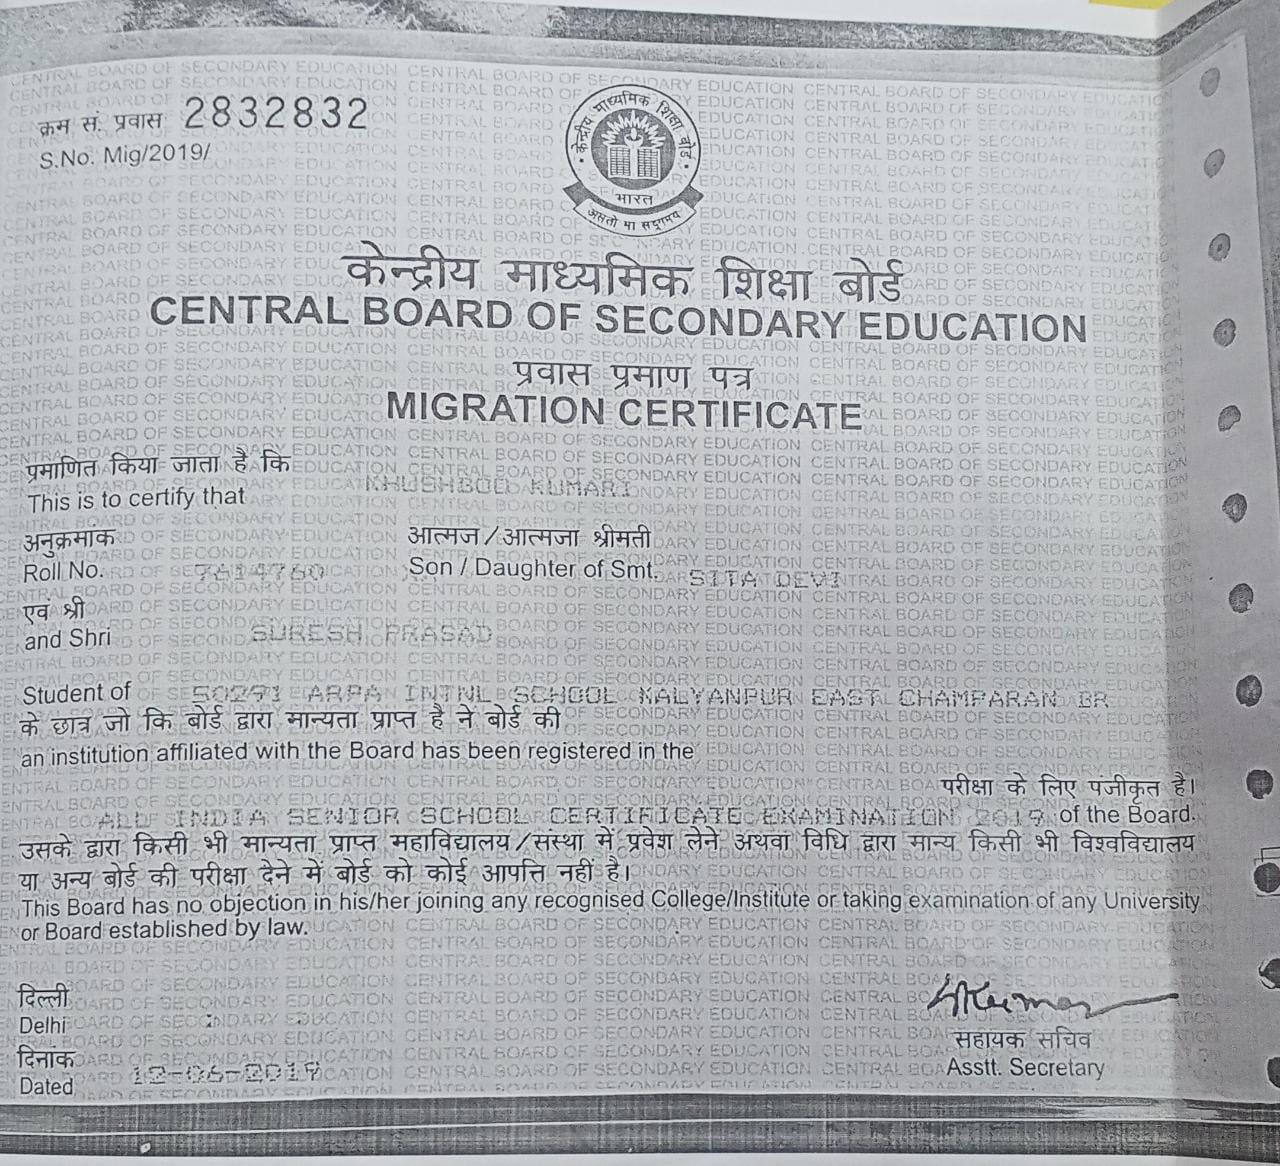 क्रम सं. प्रवास 2832832
S.No. Mig/2019/
केन्द्रीय माध्यमिक शिक्षा बोर्ड
भारत
असतो मा सद्गमय
केन्द्रीय माध्यमिक शिक्षा बोर्ड
CENTRAL BOARD OF SECONDARY EDUCATION
प्रवास प्रमाण पत्र
MIGRATION CERTIFICATE
प्रमाणित किया जाता है कि
This is to certify that KHUSHBOO KUMARI
अनुक्रमांक आत्मज / आत्मजा श्रीमती
Roll No. 7614760 Son / Daughter of Smt. SITA DEVI
एवं श्री
and Shri SURESH PRASAD
Student of 50291 ARPA INTNL SCHOOL KALYANPUR EAST CHAMPARAN BR
के छात्र जो कि बोर्ड द्वारा मान्यता प्राप्त है ने बोर्ड की
an institution affiliated with the Board has been registered in the
परीक्षा के लिए पंजीकृत है।
ALL INDIA SENIOR SCHOOL CERTIFICATE EXAMINATION 2019 of the Board.
उसके द्वारा किसी भी मान्यता प्राप्त महाविद्यालय/संस्था में प्रवेश लेने अथवा विधि द्वारा मान्य किसी भी विश्वविद्यालय
या अन्य बोर्ड की परीक्षा देने में बोर्ड को कोई आपत्ति नहीं है।
This Board has no objection in his/her joining any recognised College/Institute or taking examination of any University
or Board established by law.
दिल्ली
Delhi
दिनांक सहायक सचिव
Dated 12-06-2019 Asstt. Secretary